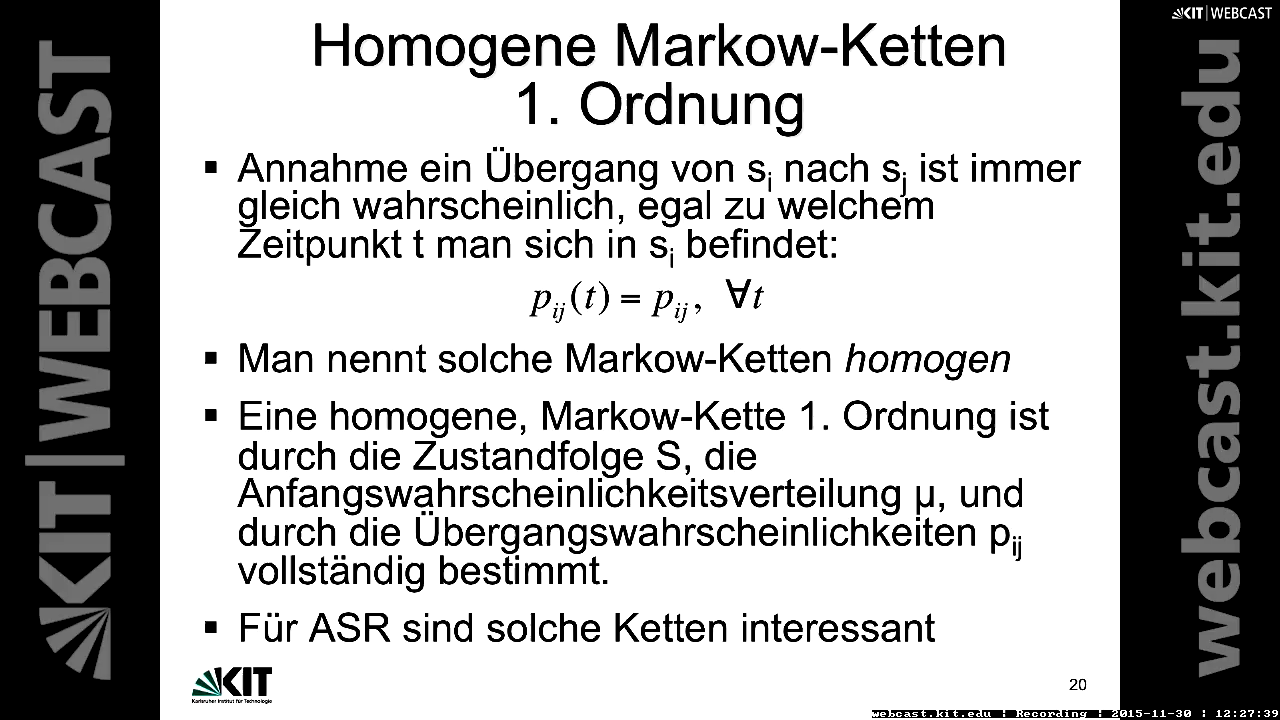 KIT | WEBCAST
Homogene Markow-Ketten
1. Ordnung
▪ Annahme ein Übergang von si nach sj ist immer
gleich wahrscheinlich, egal zu welchem
Zeitpunkt t man sich in si befindet:
pij(t) = pij, ∀t
▪ Man nennt solche Markow-Ketten homogen
▪ Eine homogene, Markow-Kette 1. Ordnung ist
durch die Zustandfolge S, die
Anfangswahrscheinlichkeitsverteilung µ, und
durch die Übergangswahrscheinlichkeiten pij
vollständig bestimmt.
▪ Für ASR sind solche Ketten interessant
KIT
Karlsruher Institut für Technologie
20
KIT | WEBCAST
webcast.kit.edu
webcast.kit.edu | Recording | 2015-11-30 | 12:27:39